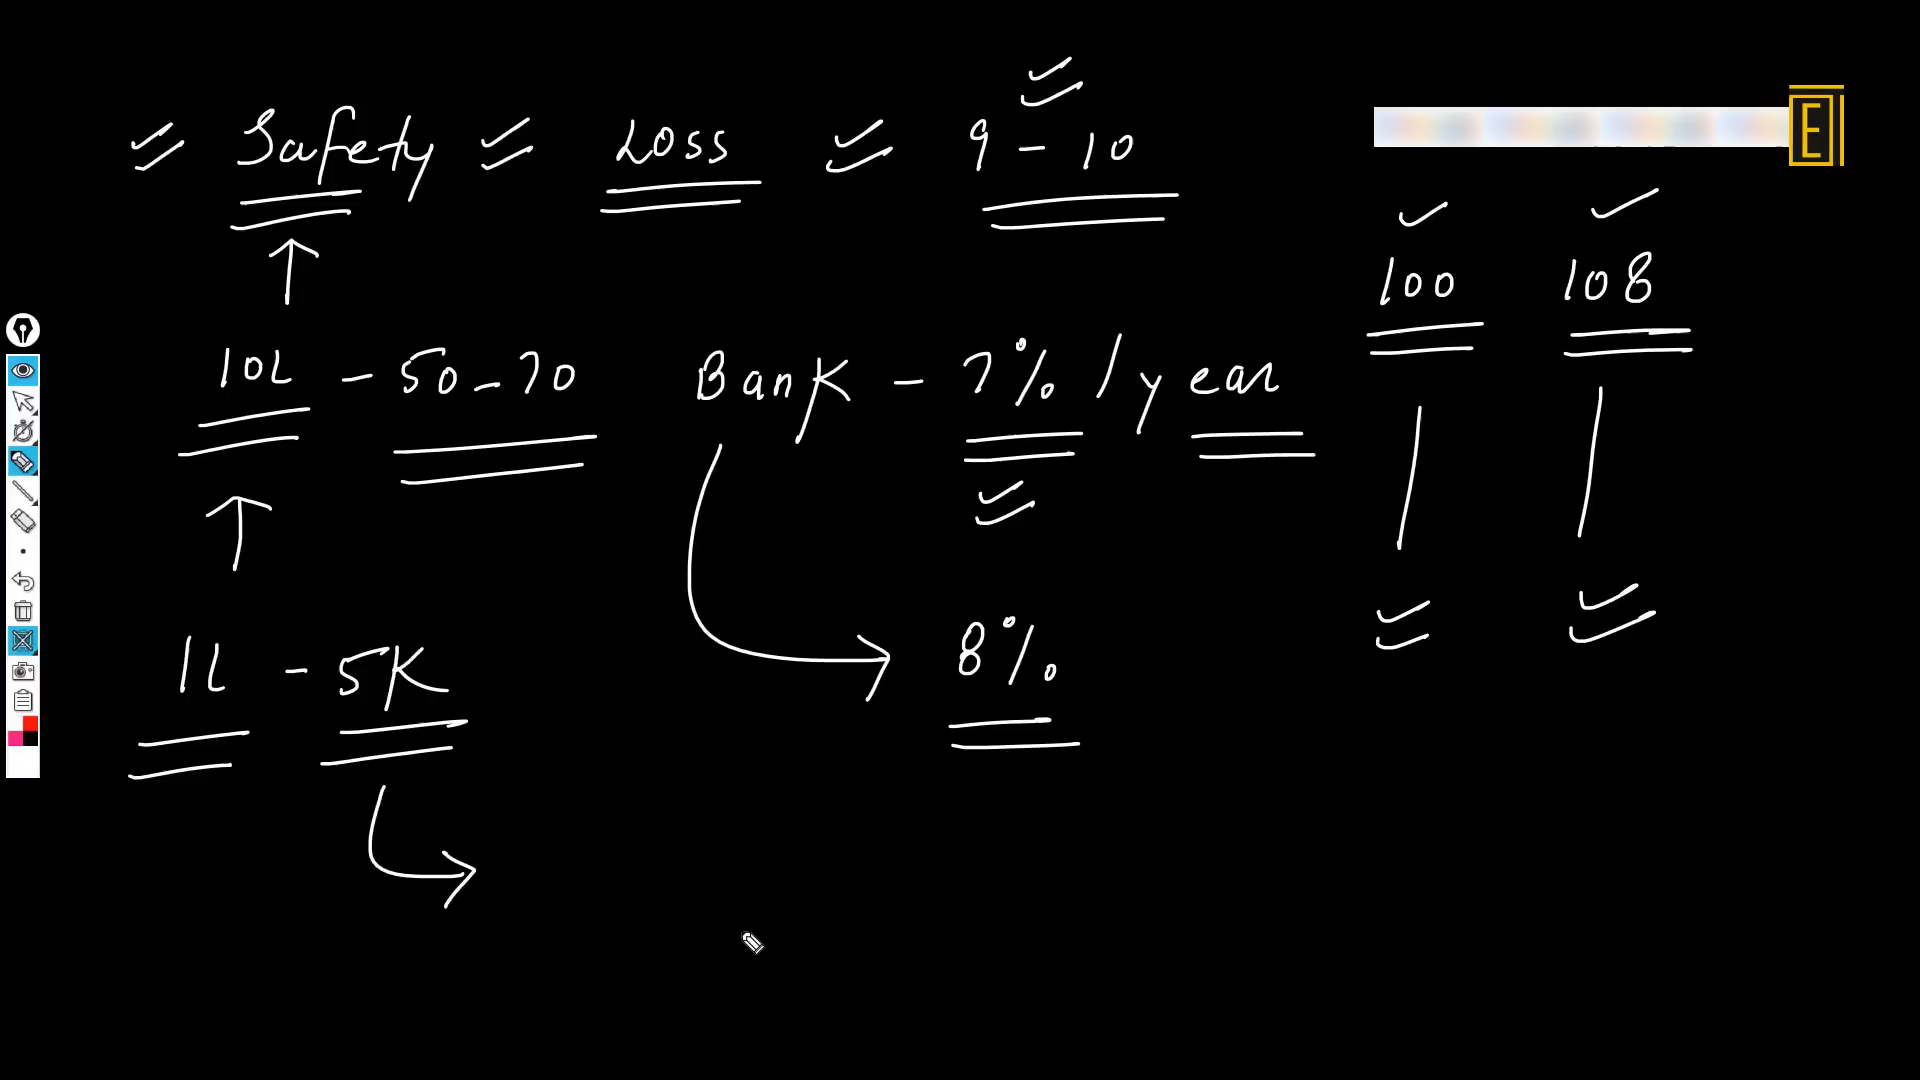 Safety Loss 9 - 10
E
100 108
10L - 50 - 70 Bank - 7% / year
1L - 5K 8%